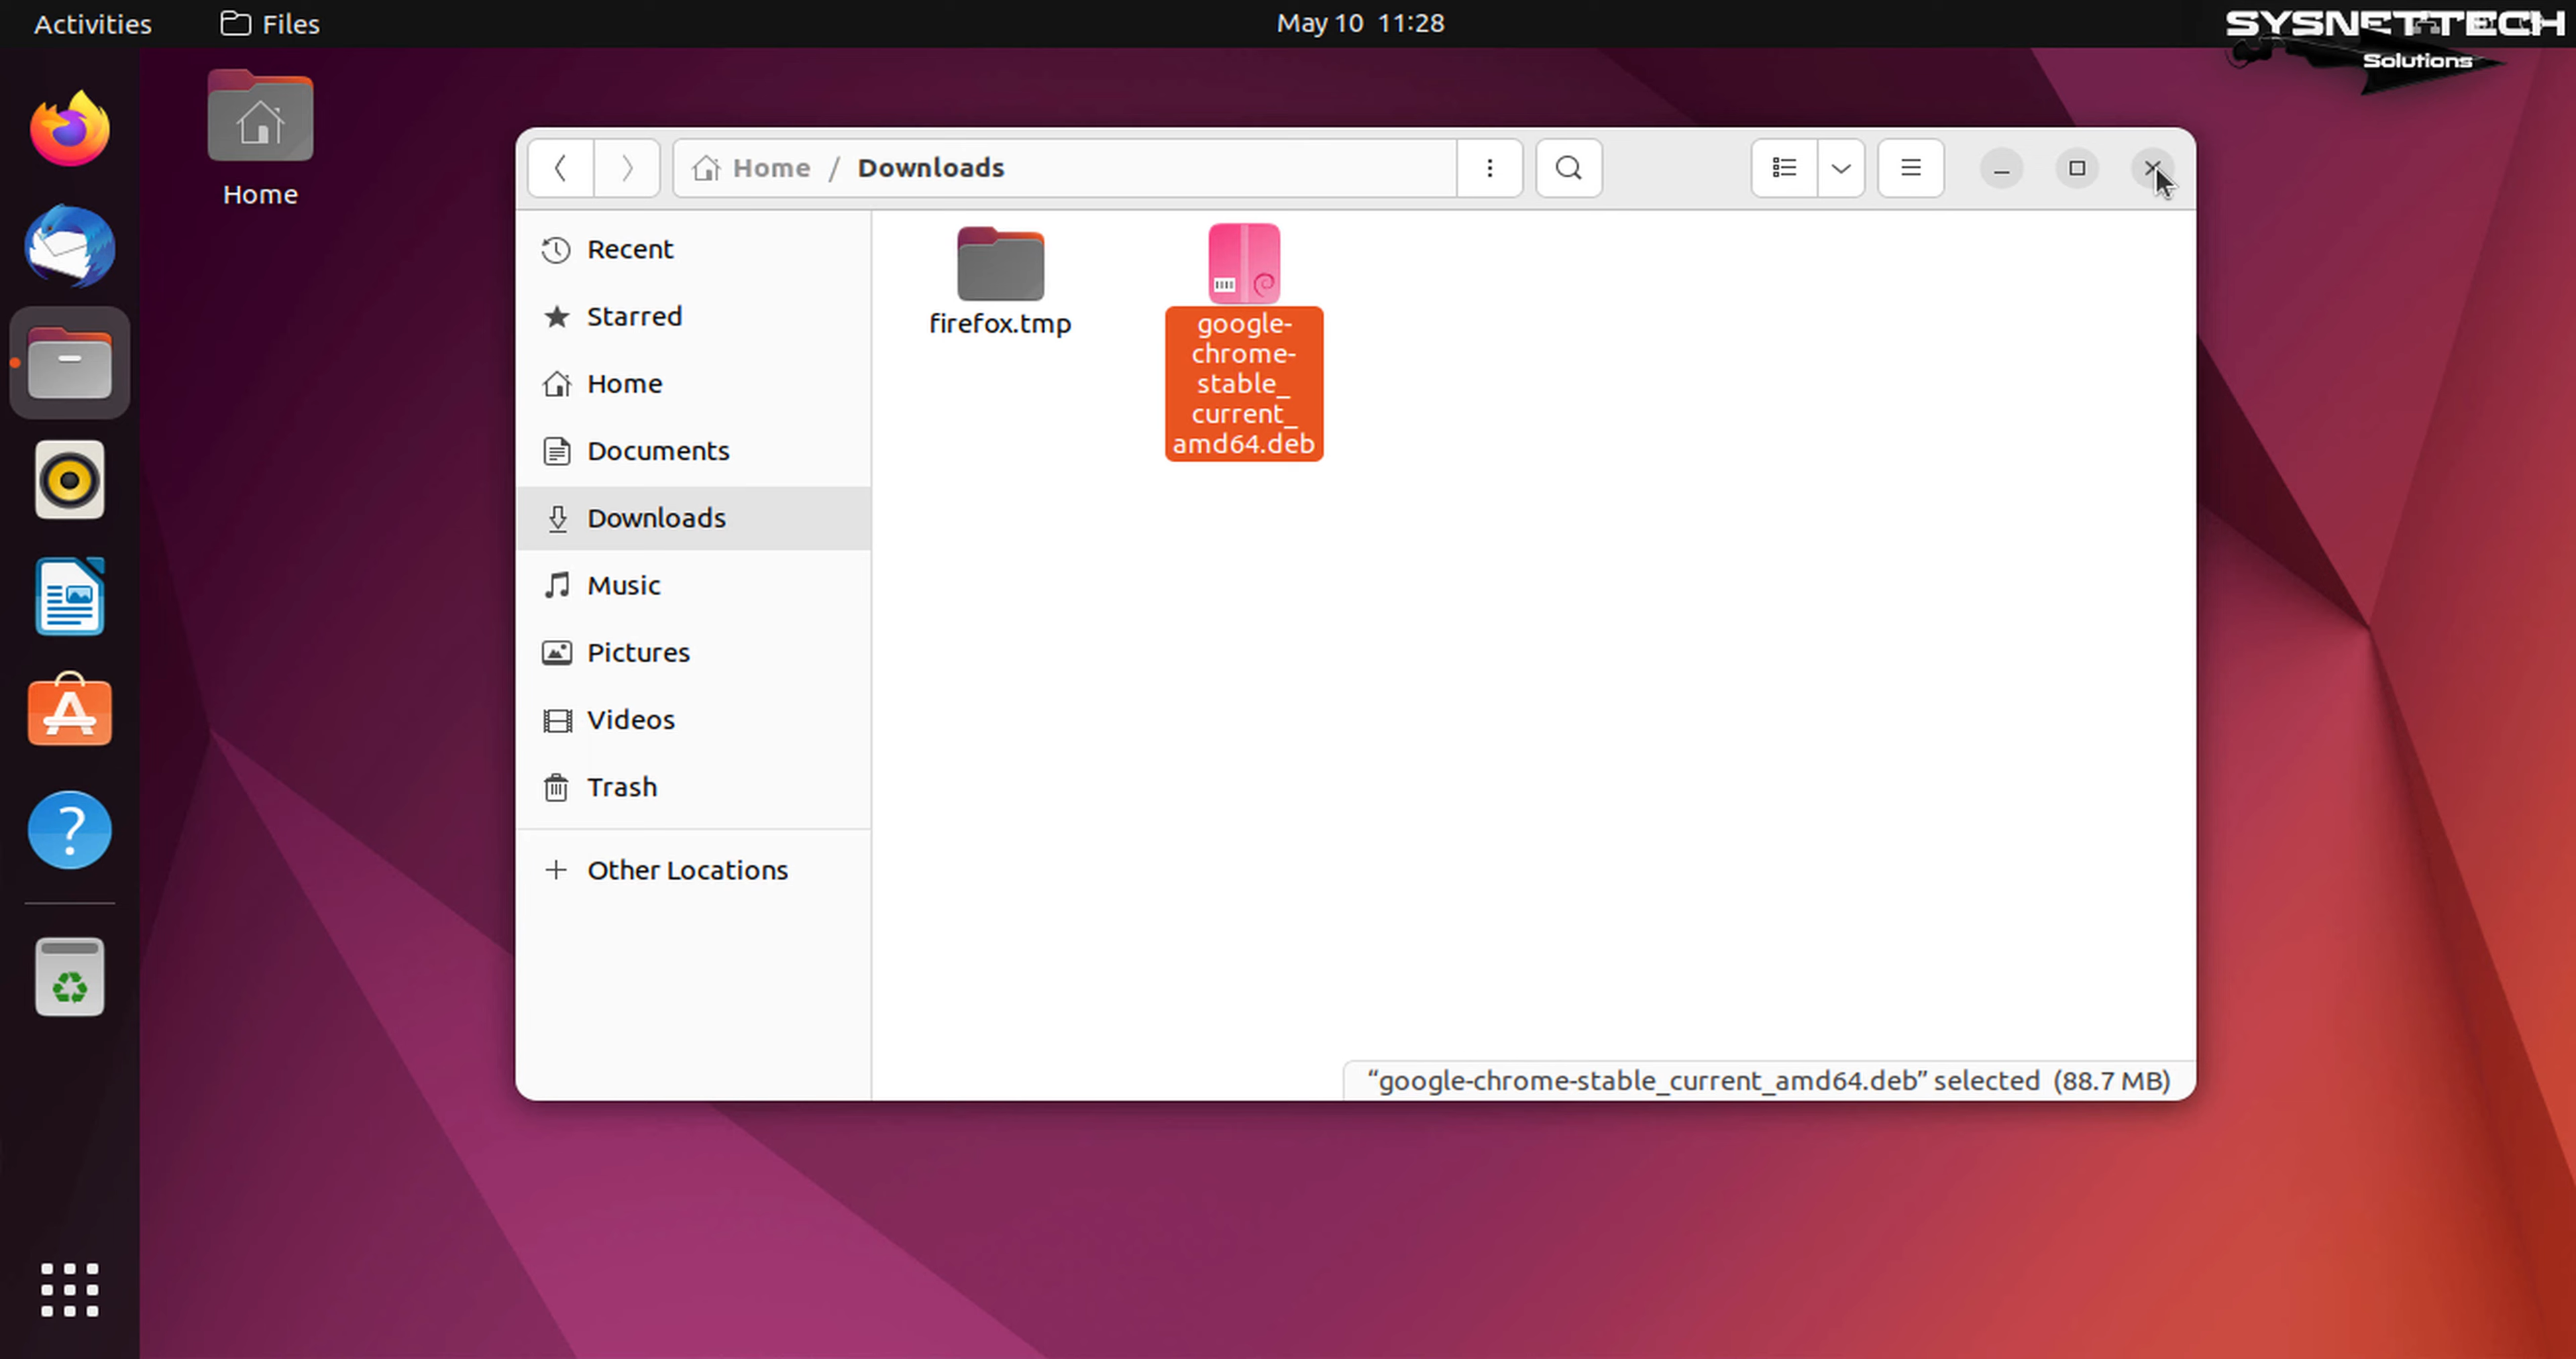 Activities Files May 10 11:28 SYSNETTECH
Solutions
Home
Home / Downloads
Recent
Starred
Home
Documents
Downloads
Music
Pictures
Videos
Trash
Other Locations
firefox.tmp
google-
chrome-
stable_
current_
amd64.deb
“google-chrome-stable_current_amd64.deb” selected (88.7 MB)